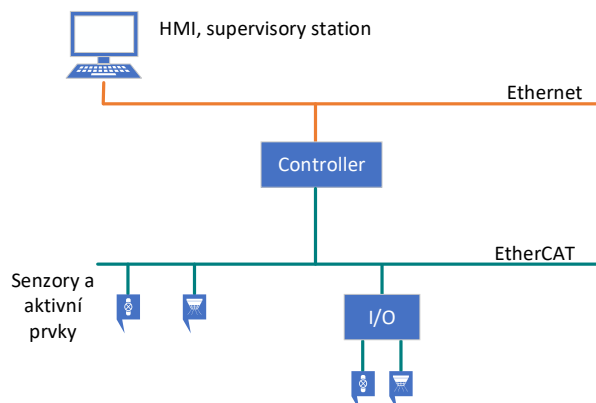 HMI, supervisory station
Ethernet
Controller
EtherCAT
Senzory a
aktivní
prvky
I/O